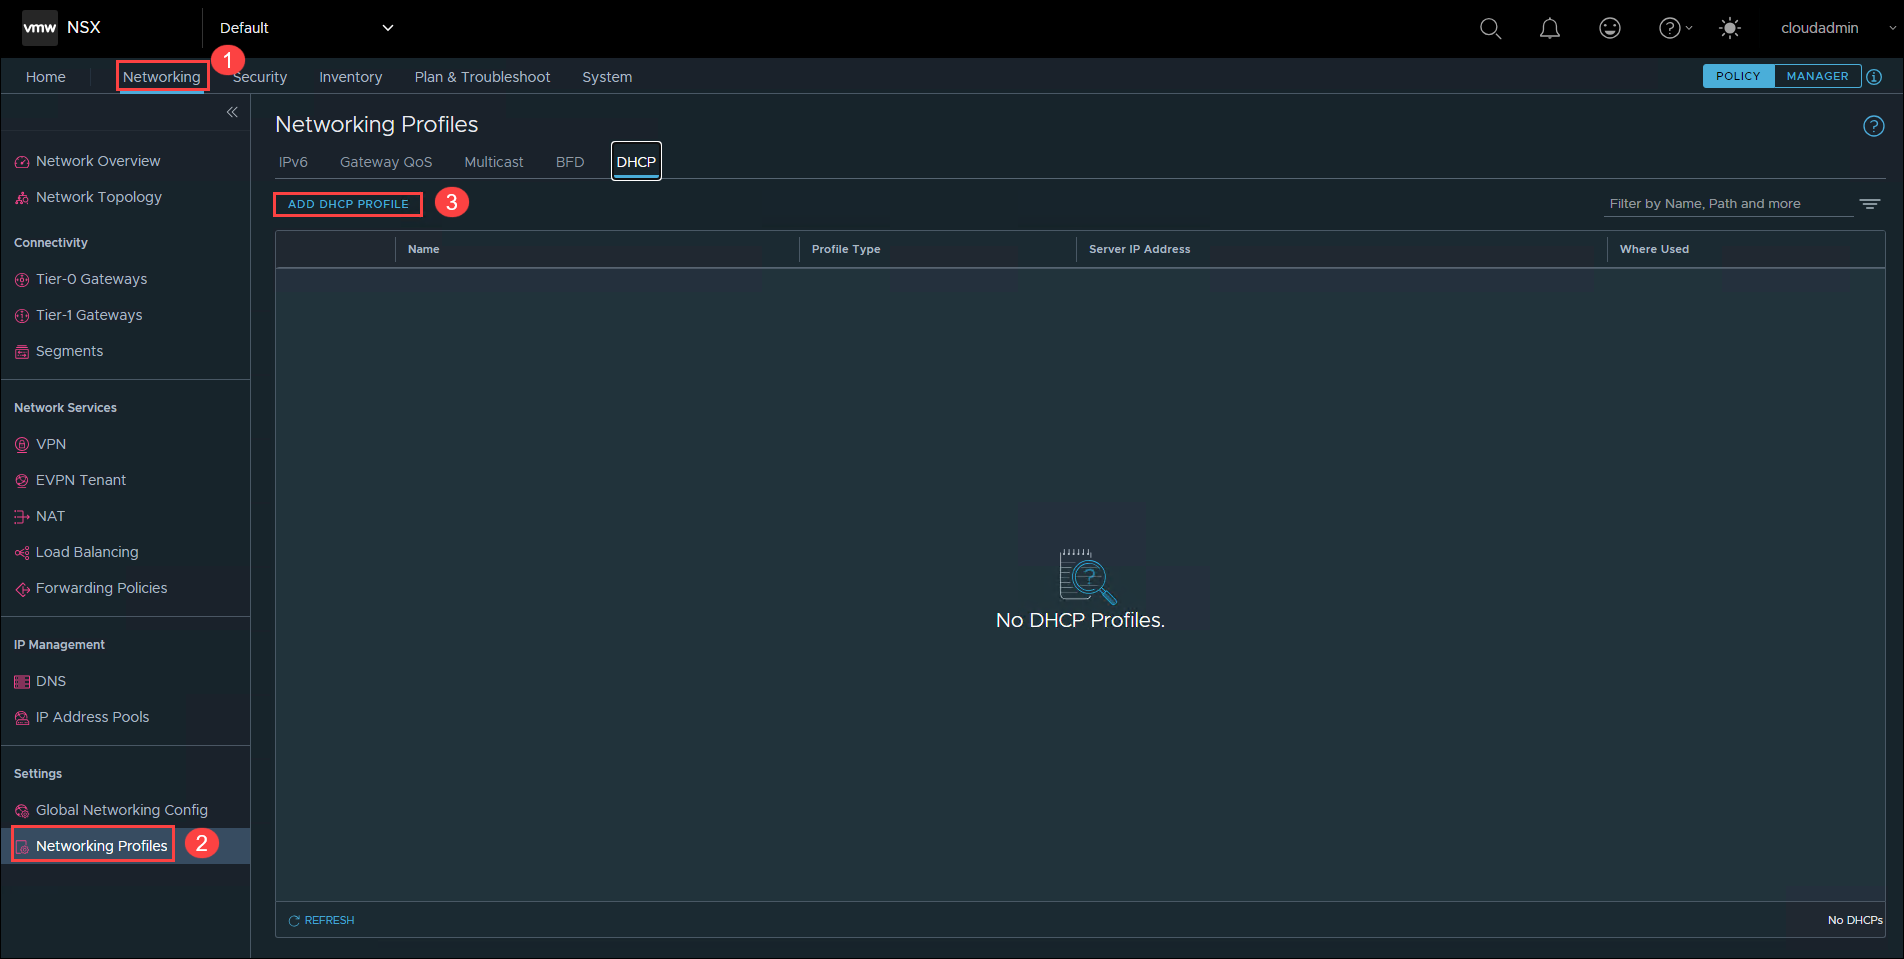 vmw NSX Default cloudadmin
1
Home Networking Security Inventory Plan & Troubleshoot System POLICY MANAGER
Networking Profiles
IPv6 Gateway QoS Multicast BFD DHCP
ADD DHCP PROFILE 3 Filter by Name, Path and more
Name Profile Type Server IP Address Where Used
Network Overview
Network Topology
Connectivity
Tier-0 Gateways
Tier-1 Gateways
Segments
Network Services
VPN
EVPN Tenant
NAT
Load Balancing
Forwarding Policies
IP Management
DNS
IP Address Pools
Settings
Global Networking Config
Networking Profiles 2
No DHCP Profiles.
REFRESH No DHCPs